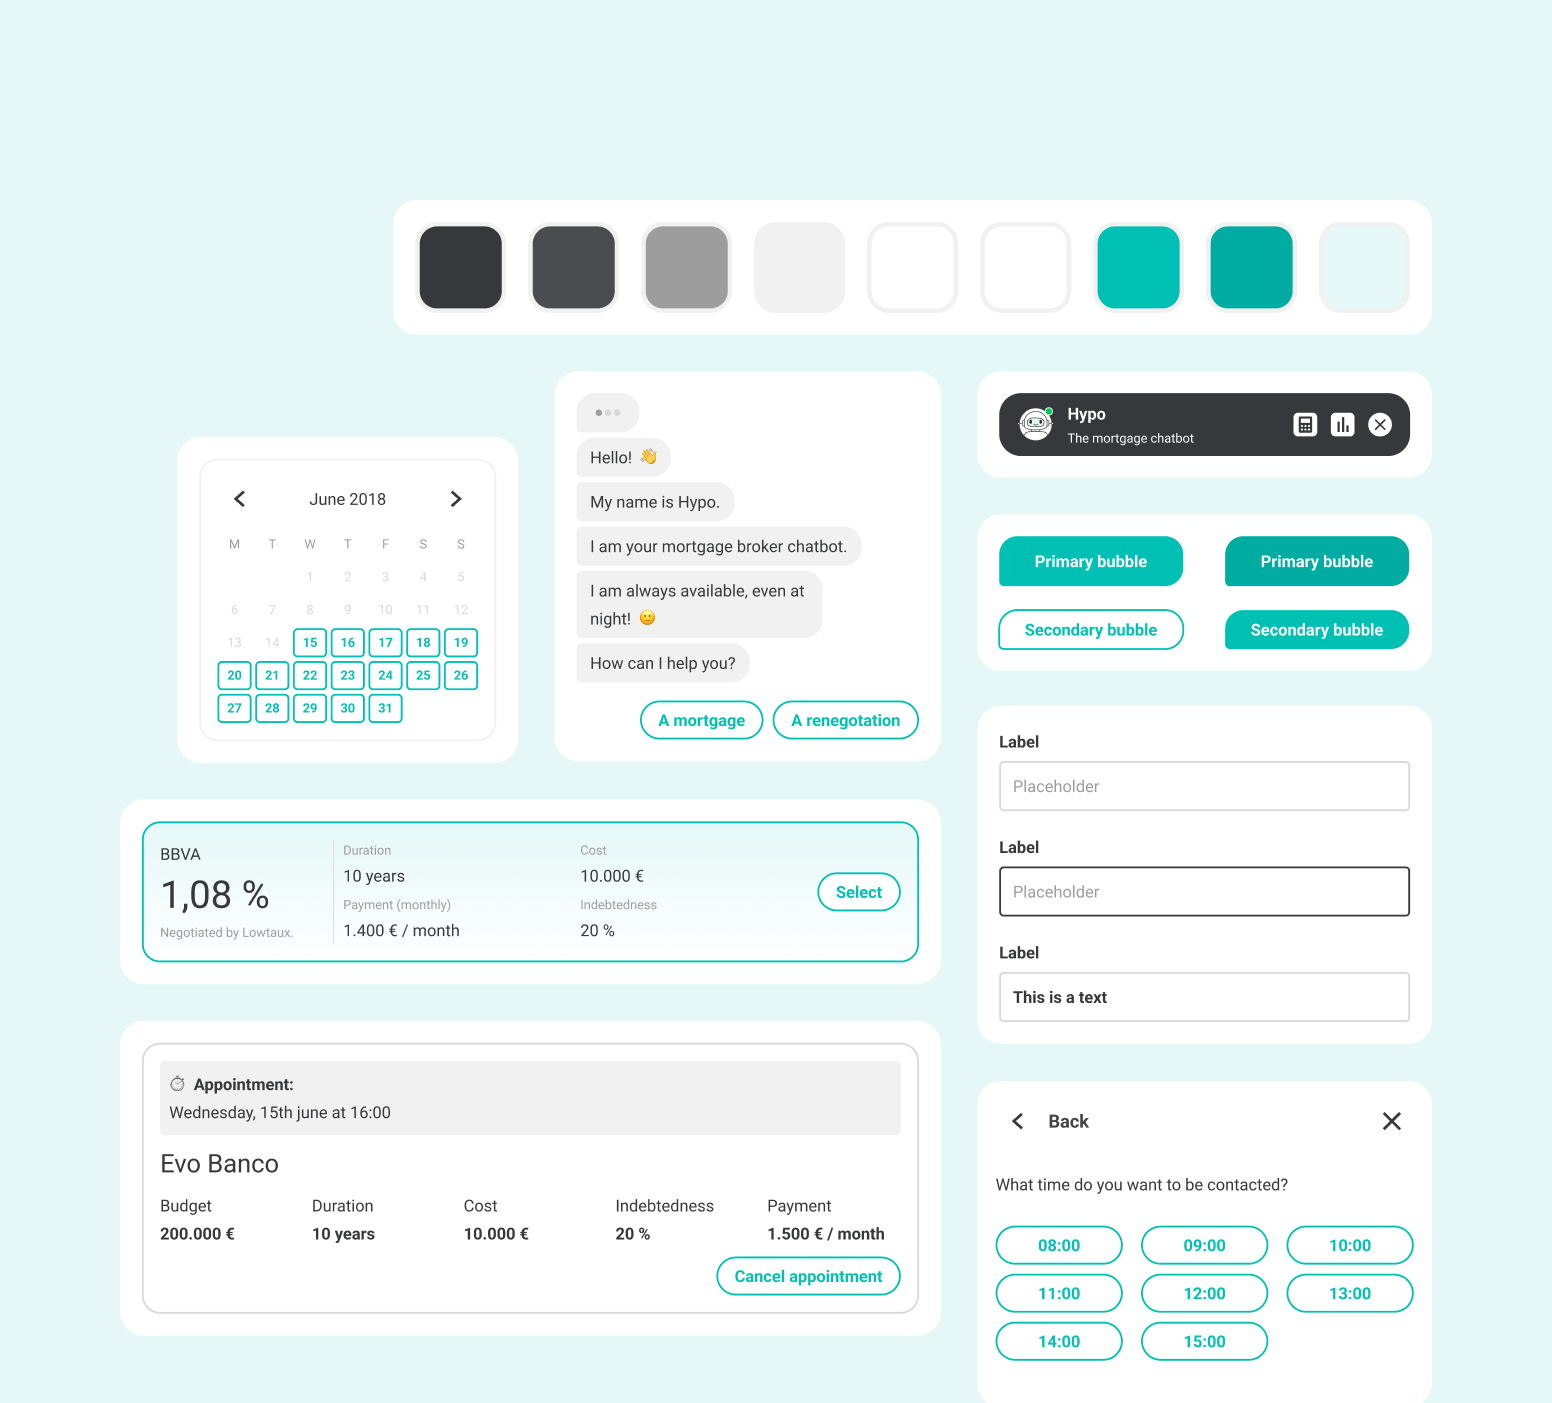 Hypo
The mortgage chatbot
Hello! 👋
My name is Hypo.
I am your mortgage broker chatbot.
I am always available, even at
night! 🙂
How can I help you?
A mortgage
A renegotation
June 2018
M T W T F S S
1 2 3 4 5
6 7 8 9 10 11 12
13 14 15 16 17 18 19
20 21 22 23 24 25 26
27 28 29 30 31
Primary bubble
Primary bubble
Secondary bubble
Secondary bubble
Label
Placeholder
Label
Placeholder
Label
This is a text
BBVA
1,08 %
Negotiated by Lowtaux.
Duration
10 years
Payment (monthly)
1.400 € / month
Cost
10.000 €
Indebtedness
20 %
Select
⏱ Appointment:
Wednesday, 15th june at 16:00
Evo Banco
Budget Duration Cost Indebtedness Payment
200.000 € 10 years 10.000 € 20 % 1.500 € / month
Cancel appointment
Back
What time do you want to be contacted?
08:00 09:00 10:00
11:00 12:00 13:00
14:00 15:00